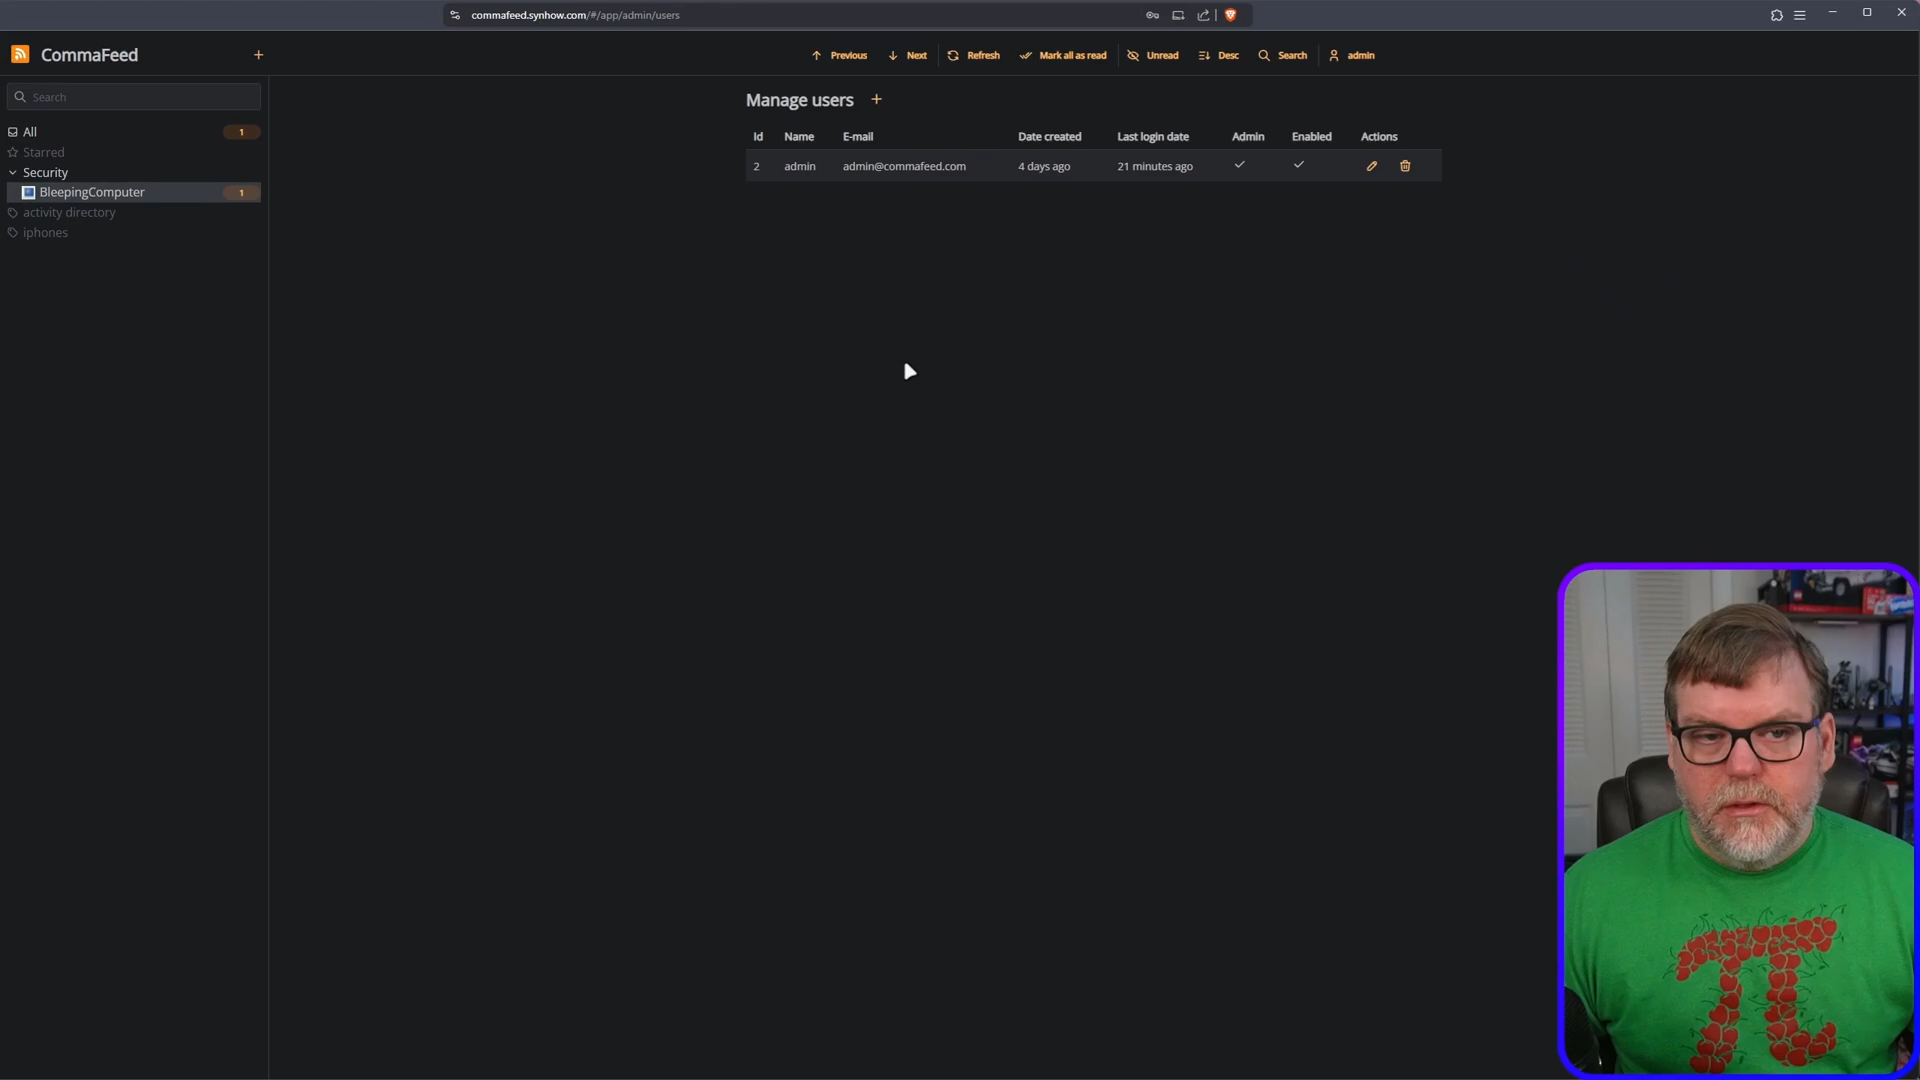 commafeed.synhow.com/#/app/admin/users
CommaFeed +
Previous Next Refresh Mark all as read Unread Desc Search admin
Search
All 1
Starred
Security
BleepingComputer 1
activity directory
iphones
Manage users +
Id Name E-mail Date created Last login date Admin Enabled Actions
2 admin admin@commafeed.com 4 days ago 21 minutes ago